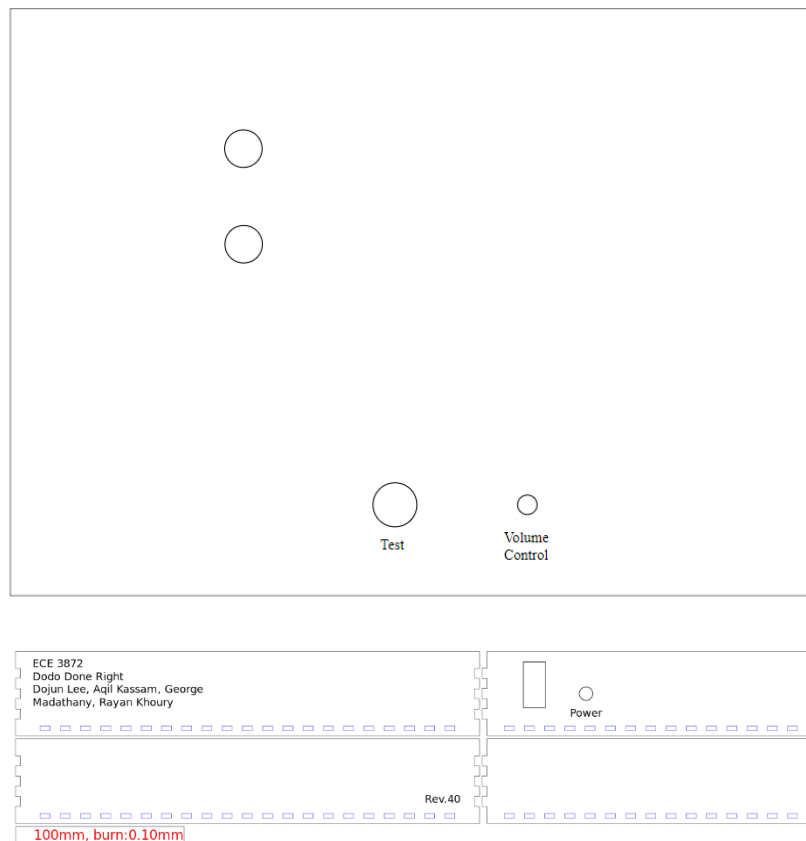 Test
Volume
Control
ECE 3872
Dodo Done Right
Dojun Lee, Aqil Kassam, George
Madathany, Rayan Khoury
Power
Rev.40
100mm, burn:0.10mm